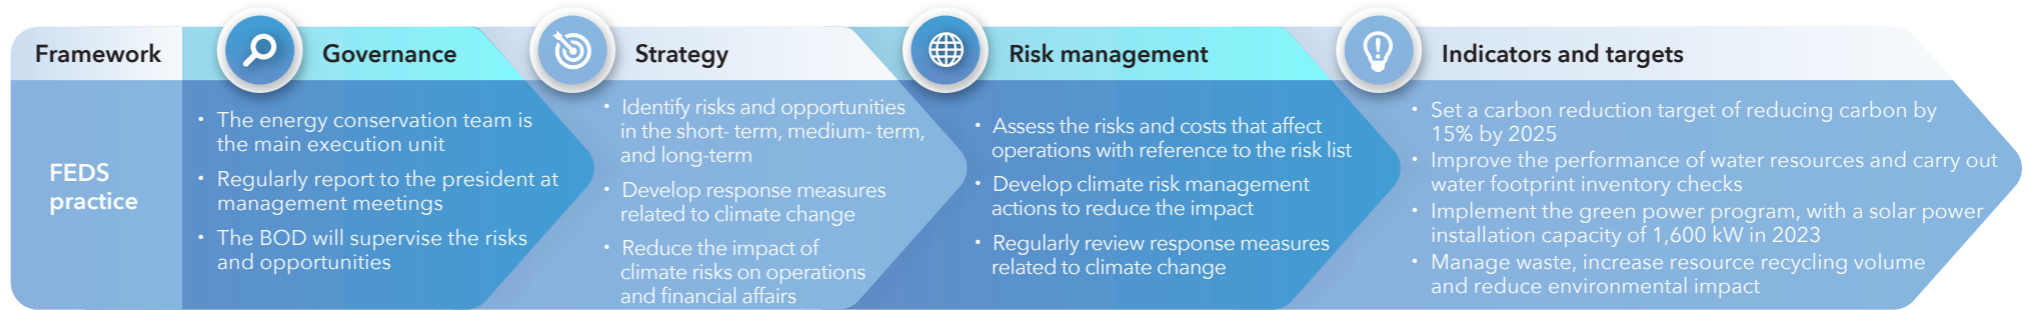 Framework
Governance
Strategy
Risk management
Indicators and targets
FEDS
practice
• The energy conservation team is
the main execution unit
• Regularly report to the president at
management meetings
• The BOD will supervise the risks
and opportunities
• Identify risks and opportunities
in the short- term, medium- term,
and long-term
• Develop response measures
related to climate change
• Reduce the impact of
climate risks on operations
and financial affairs
• Assess the risks and costs that affect
operations with reference to the risk list
• Develop climate risk management
actions to reduce the impact
• Regularly review response measures
related to climate change
• Set a carbon reduction target of reducing carbon by
15% by 2025
• Improve the performance of water resources and carry out
water footprint inventory checks
• Implement the green power program, with a solar power
installation capacity of 1,600 kW in 2023
• Manage waste, increase resource recycling volume
and reduce environmental impact